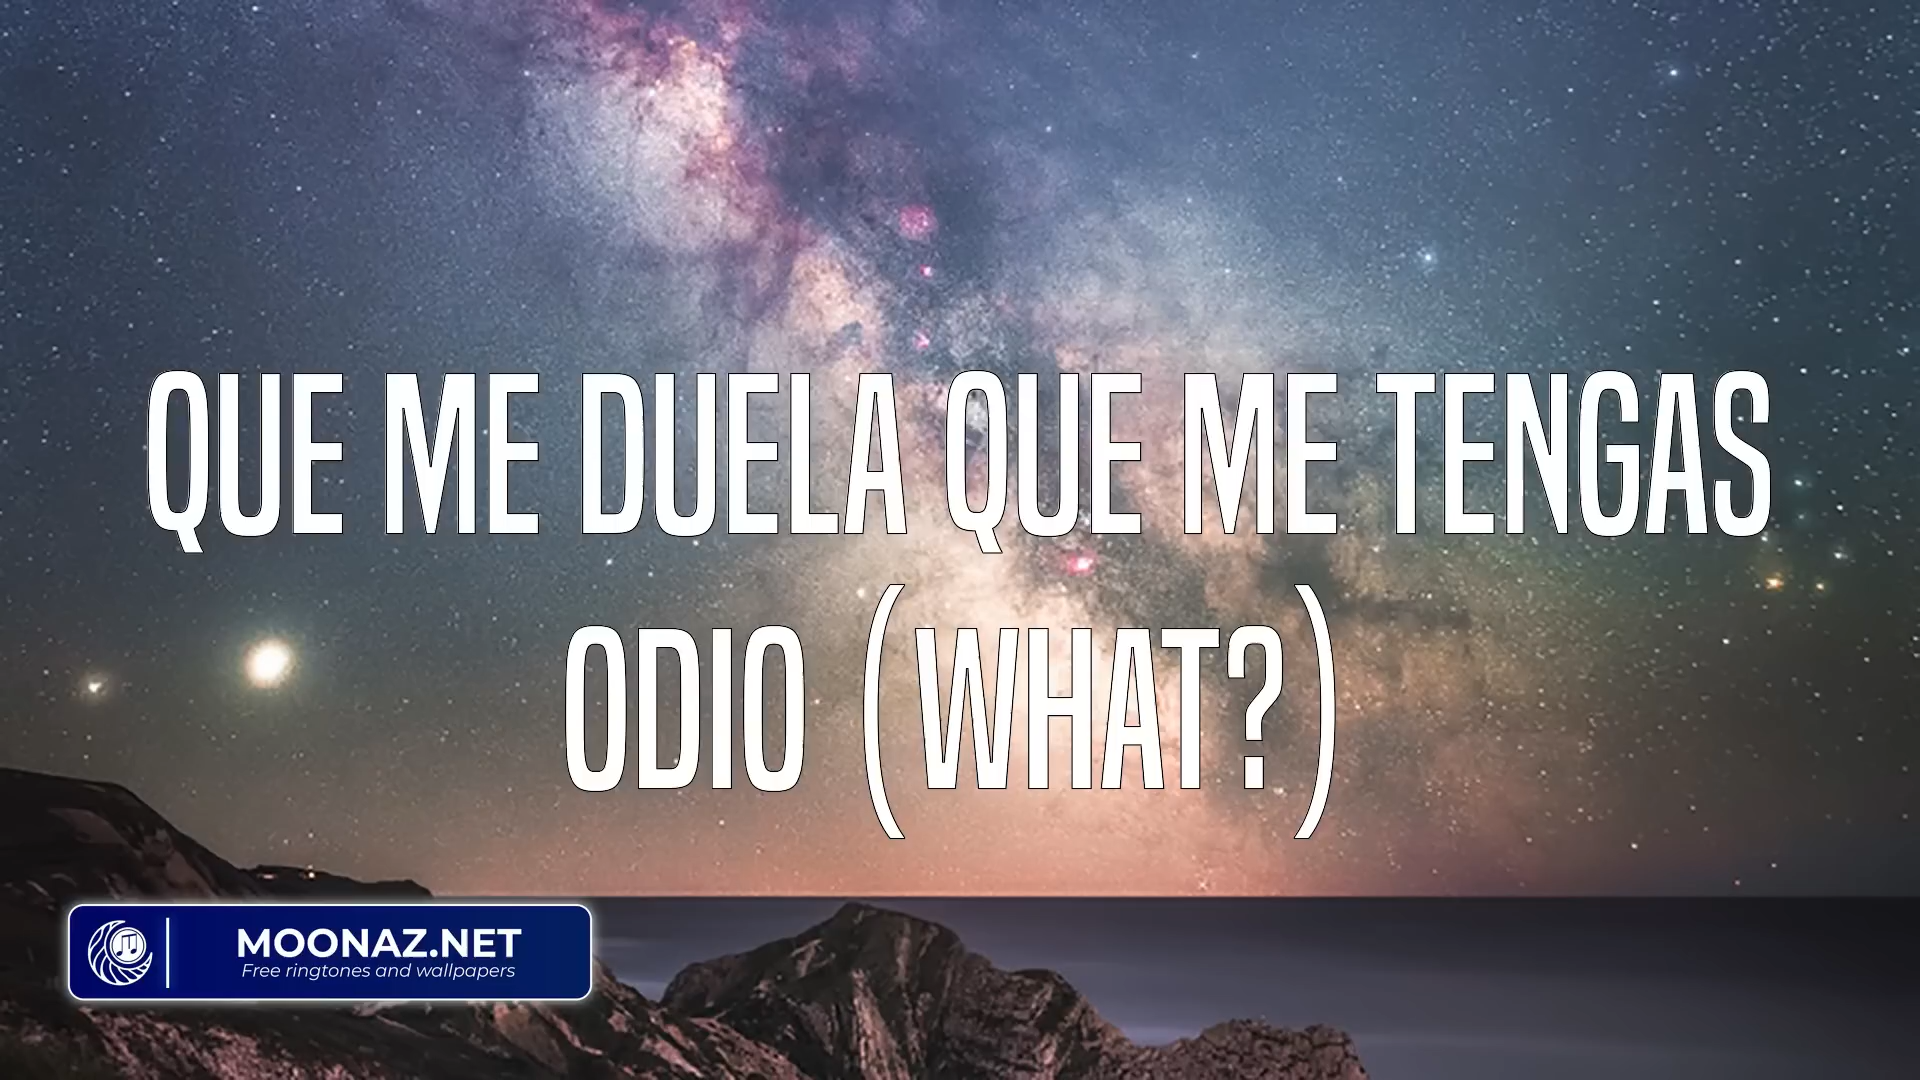 QUE ME DUELA QUE ME TENGAS
ODIO (WHAT?)
MOONAZ.NET
Free ringtones and wallpapers